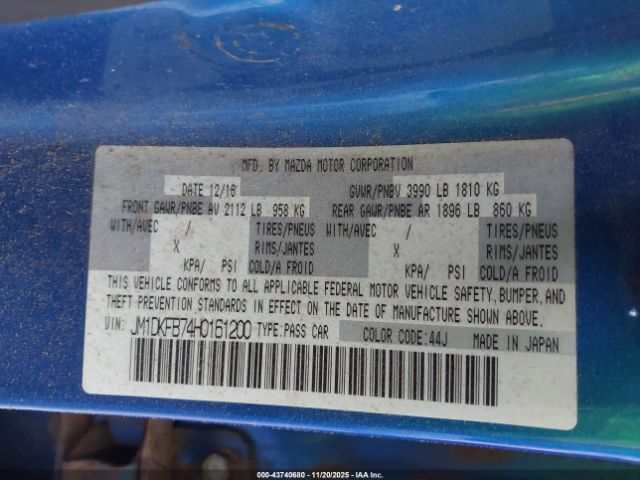 MFD. BY MAZDA MOTOR CORPORATION
DATE 12/16 GVWR/PNBV 3990 LB 1810 KG
FRONT GAWR/PNBE AV 2112 LB 958 KG REAR GAWR/PNBE AR 1896 LB 860 KG
WITH/AVEC / TIRES/PNEUS WITH/AVEC / TIRES/PNEUS
X RIMS/JANTES X RIMS/JANTES
KPA/ PSI COLD/A FROID KPA/ PSI COLD/A FROID
THIS VEHICLE CONFORMS TO ALL APPLICABLE FEDERAL MOTOR VEHICLE SAFETY, BUMPER, AND
THEFT PREVENTION STANDARDS IN EFFECT ON THE DATE OF MANUFACTURE SHOWN ABOVE.
VIN: JM1DKFB74H0161200 TYPE:PASS CAR COLOR CODE:44J MADE IN JAPAN
000-43740680 - 11/20/2025 - IAA Inc.